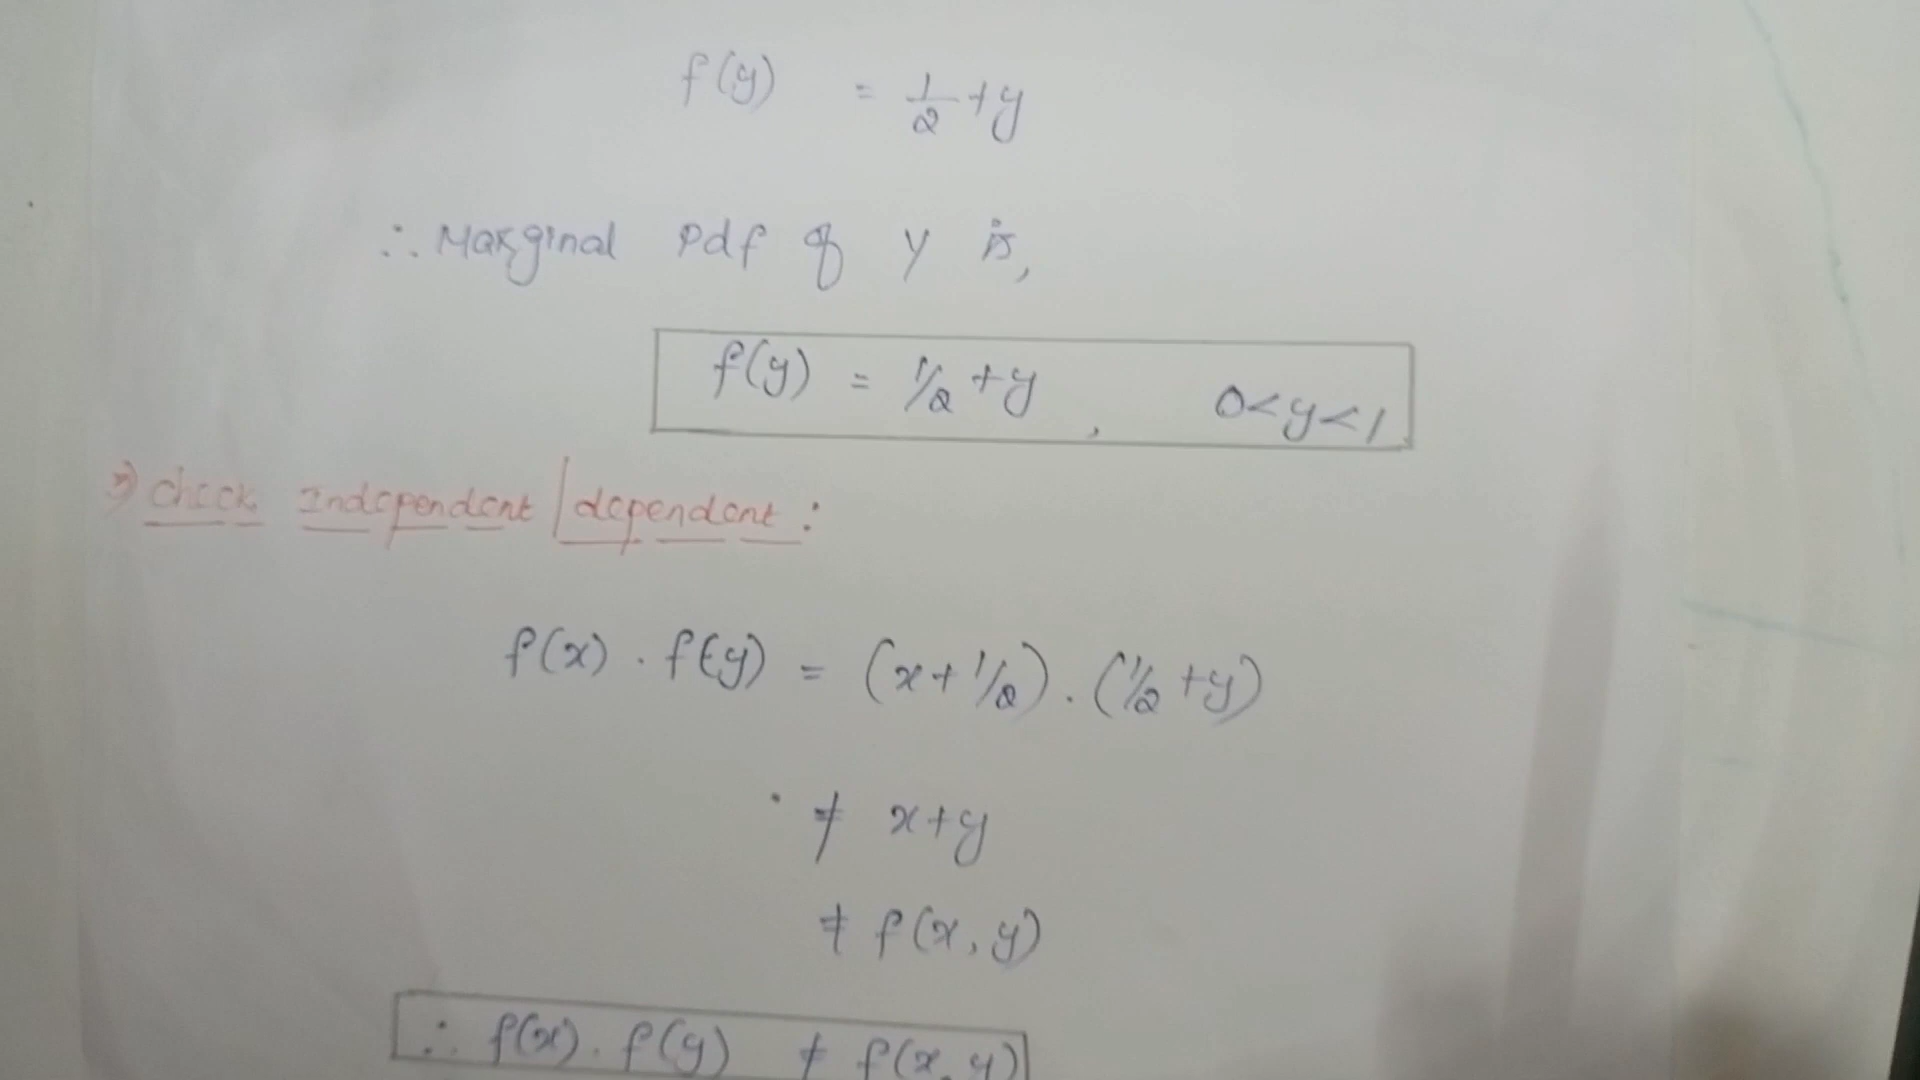 f(y) = 1/2 + y
∴ Marginal Pdf of y is,
f(y) = 1/2 + y , 0<y<1
⇒ check Independent / dependent :
f(x) . f(y) = (x + 1/2) . (1/2 + y)
≠ x+y
≠ f(x, y)
∴ f(x) . f(y) ≠ f(x, y)